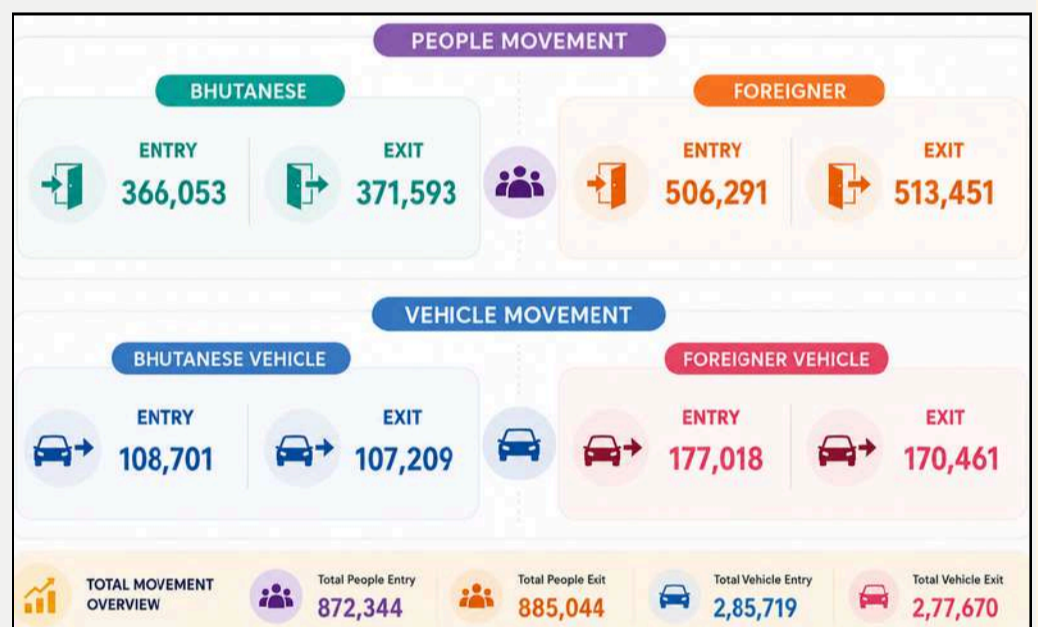 PEOPLE MOVEMENT
BHUTANESE
ENTRY
366,053
EXIT
371,593
FOREIGNER
ENTRY
506,291
EXIT
513,451
VEHICLE MOVEMENT
BHUTANESE VEHICLE
ENTRY
108,701
EXIT
107,209
FOREIGNER VEHICLE
ENTRY
177,018
EXIT
170,461
TOTAL MOVEMENT
OVERVIEW
Total People Entry
872,344
Total People Exit
885,044
Total Vehicle Entry
2,85,719
Total Vehicle Exit
2,77,670